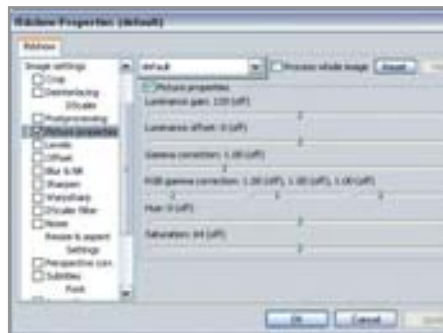 ffdshow Properties (default)
ffdshow
Image settings
Crop
Deinterlacing
DScaler
Postprocessing
Picture properties
Levels
Offset
Blur & NR
Sharpen
Warpsharp
DScaler filter
Noise
Resize & aspect
Settings
Perspective corr.
Subtitles
Font
default
Process whole image
Reset
Picture properties
Luminance gain: 128 (off)
Luminance offset: 0 (off)
Gamma correction: 1.00 (off)
RGB gamma correction: 1.00 (off), 1.00 (off), 1.00 (off)
Hue: 0 (off)
Saturation: 64 (off)
OK
Cancel